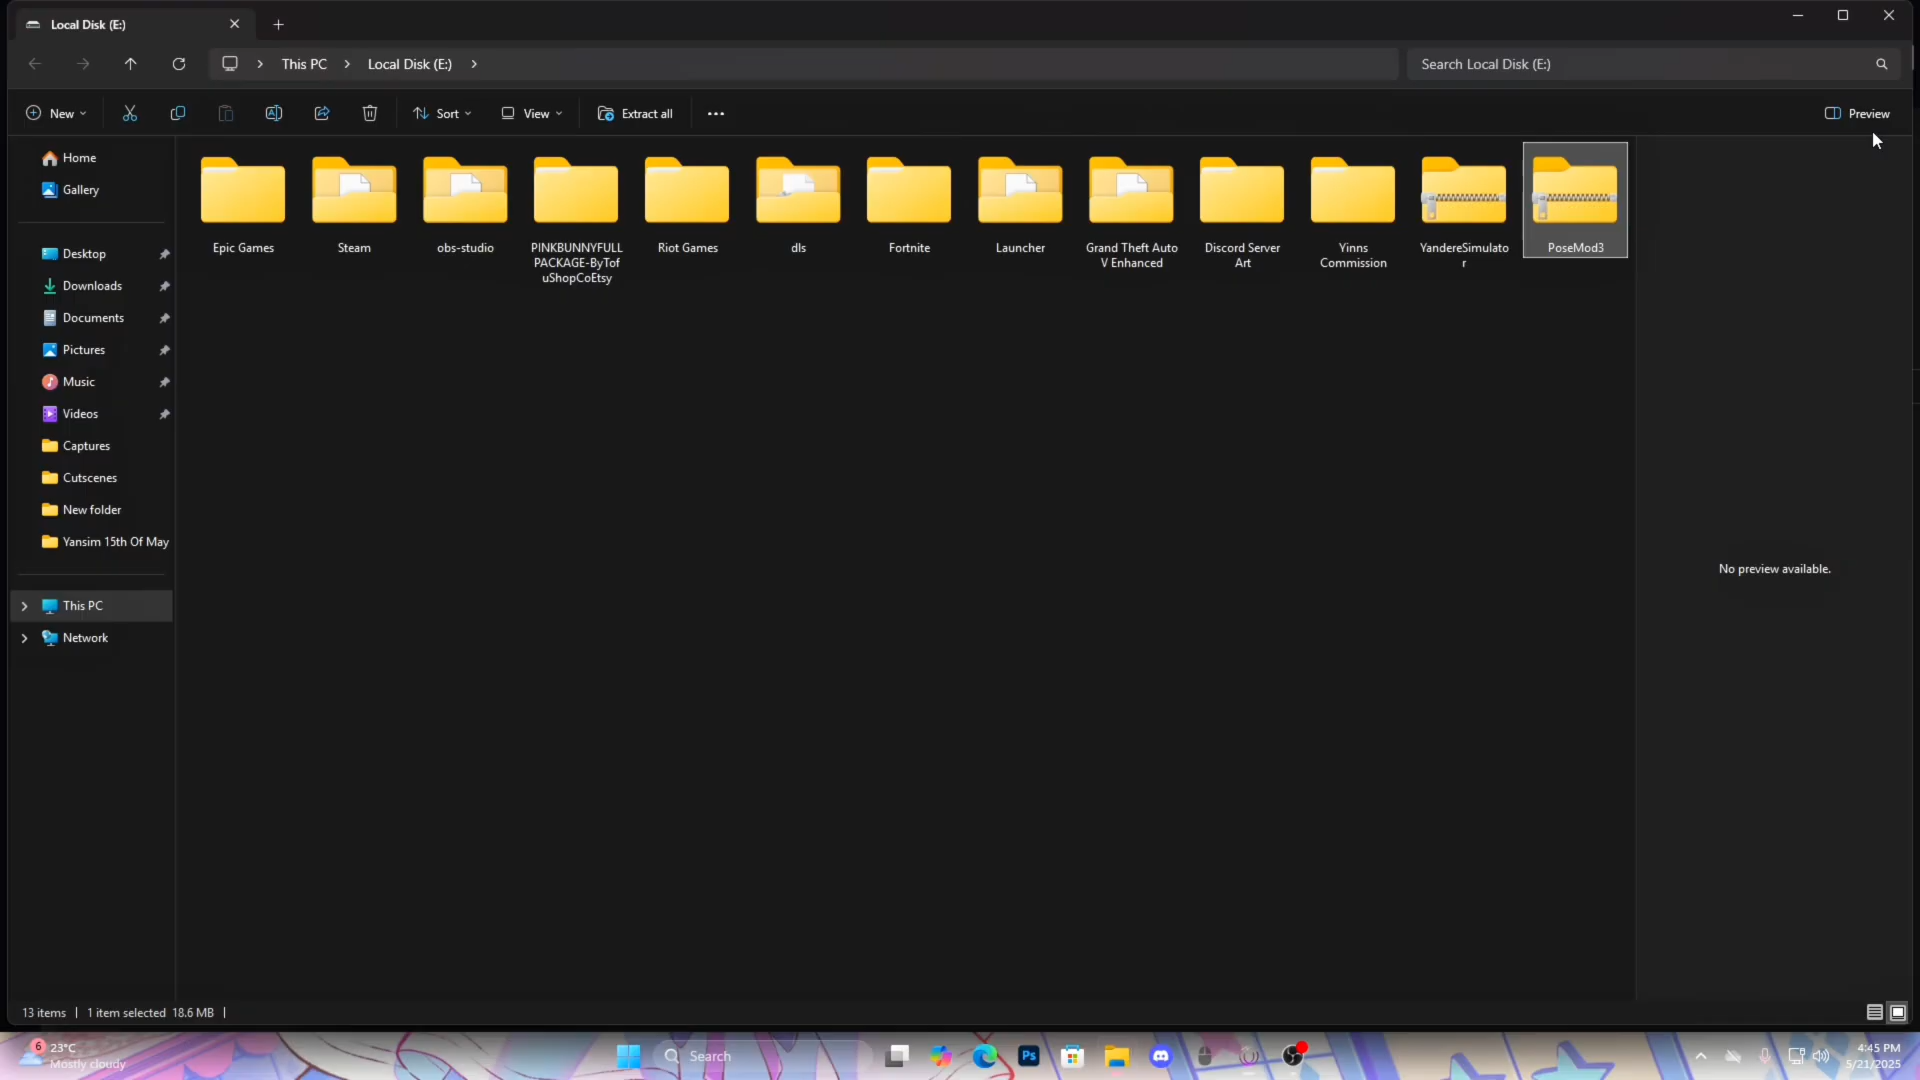 Local Disk (E:)
This PC
Local Disk (E:)
Search Local Disk (E:)
New
Sort
View
Extract all
Preview
Home
Gallery
Desktop
Downloads
Documents
Pictures
Music
Videos
Captures
Cutscenes
New folder
Yansim 15th Of May
This PC
Network
Epic Games
Steam
obs-studio
PINKBUNNYFULL
PACKAGE-ByTof
uShopCoEtsy
Riot Games
dls
Fortnite
Launcher
Grand Theft Auto
V Enhanced
Discord Server
Art
Yinns
Commission
YandereSimulato
r
PoseMod3
No preview available.
13 items
1 item selected 18.6 MB
6
23°C
Mostly cloudy
Search
Ps
4:45 PM
5/21/2025